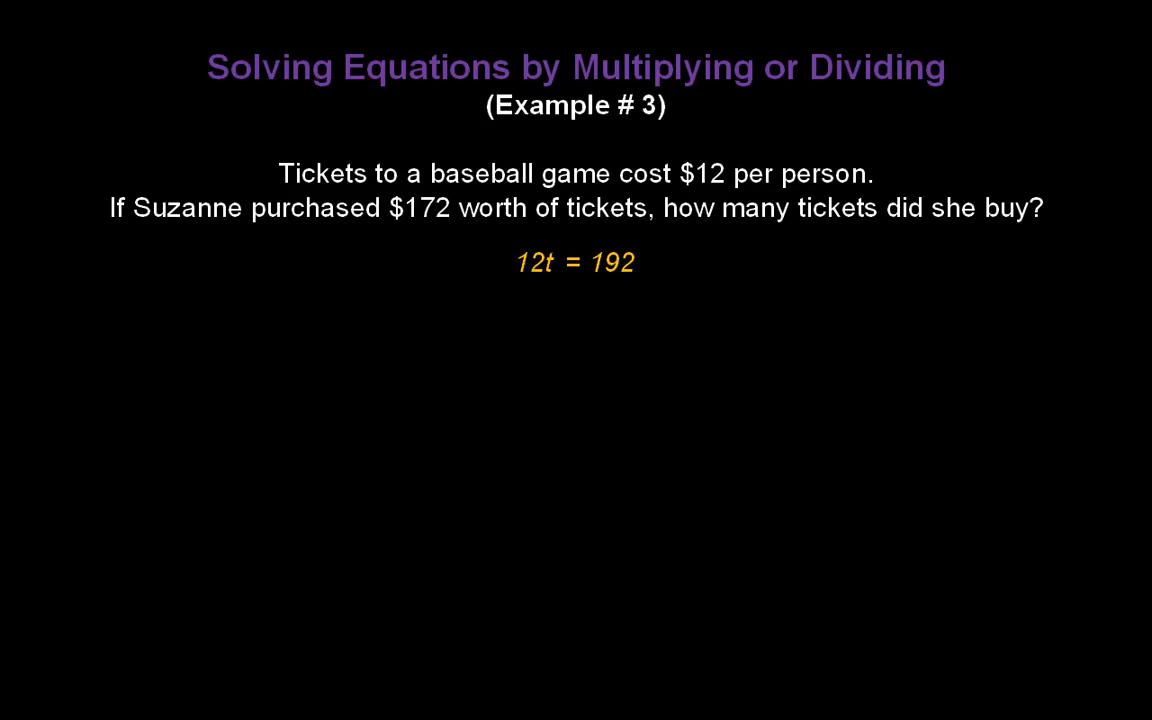 Solving Equations by Multiplying or Dividing
(Example # 3)
Tickets to a baseball game cost $12 per person.
If Suzanne purchased $172 worth of tickets, how many tickets did she buy?
12t = 192